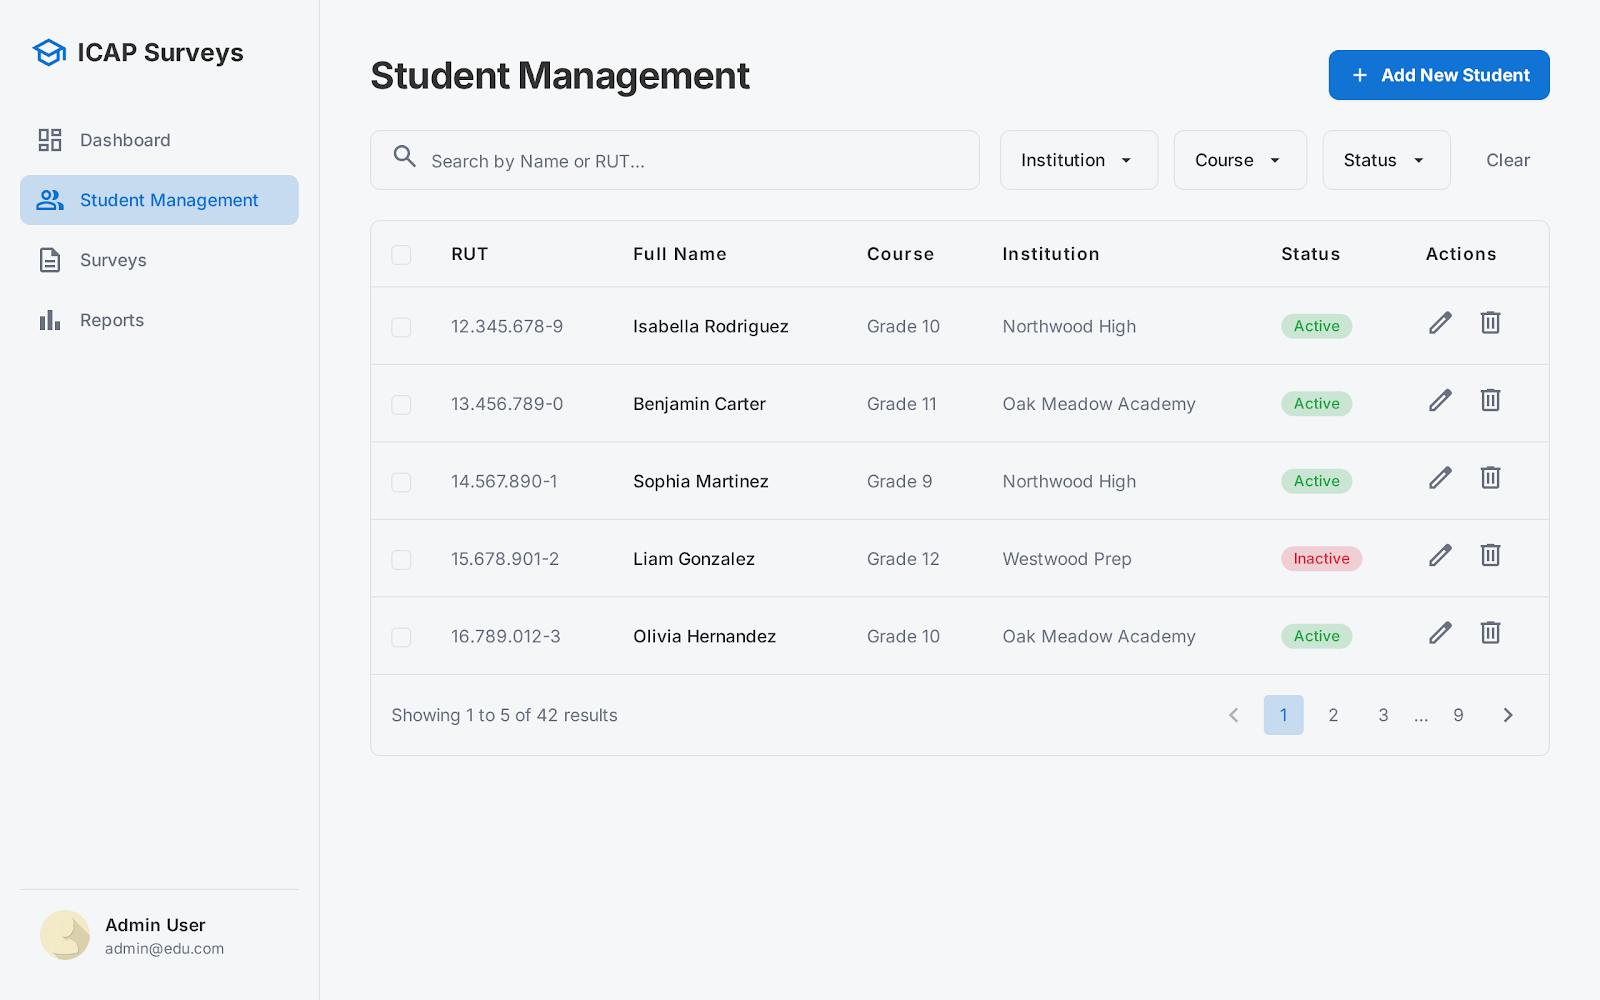 ICAP Surveys
Dashboard
Student Management
Surveys
Reports
Admin User
admin@edu.com
Student Management
Add New Student
Search by Name or RUT...
Institution
Course
Status
Clear
RUT Full Name Course Institution Status Actions
12.345.678-9 Isabella Rodriguez Grade 10 Northwood High Active
13.456.789-0 Benjamin Carter Grade 11 Oak Meadow Academy Active
14.567.890-1 Sophia Martinez Grade 9 Northwood High Active
15.678.901-2 Liam Gonzalez Grade 12 Westwood Prep Inactive
16.789.012-3 Olivia Hernandez Grade 10 Oak Meadow Academy Active
Showing 1 to 5 of 42 results
1 2 3 ... 9